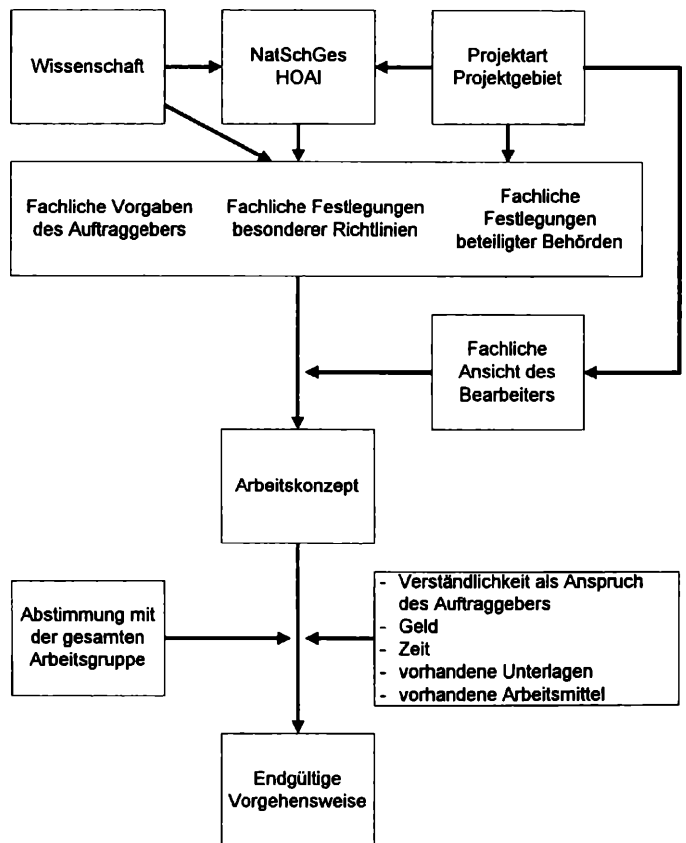 Wissenschaft
NatSchGes
HOAI
Projektart
Projektgebiet
Fachliche Vorgaben
des Auftraggebers
Fachliche Festlegungen
besonderer Richtlinien
Fachliche
Festlegungen
beteiligter Behörden
Fachliche
Ansicht des
Bearbeiters
Arbeitskonzept
Abstimmung mit
der gesamten
Arbeitsgruppe
- Verständlichkeit als Anspruch
des Auftraggebers
- Geld
- Zeit
- vorhandene Unterlagen
- vorhandene Arbeitsmittel
Endgültige
Vorgehensweise